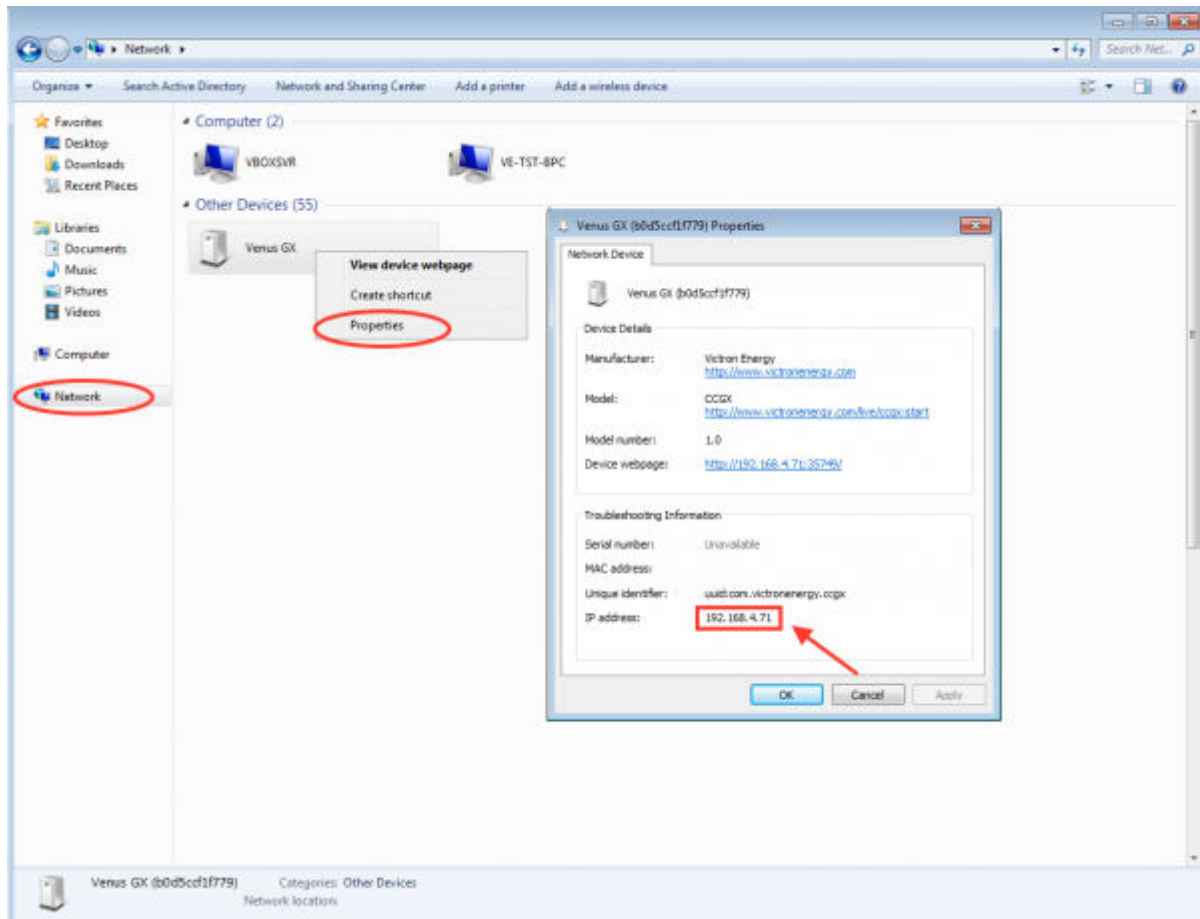 Network
Search Net...
Organize
Search Active Directory
Network and Sharing Center
Add a printer
Add a wireless device
Favorites
Desktop
Downloads
Recent Places
Libraries
Documents
Music
Pictures
Videos
Computer
Network
Computer (2)
VBOXSVR
VE-TST-BPC
Other Devices (55)
Venus GX
View device webpage
Create shortcut
Properties
Venus GX (b0d5ccf1f779) Properties
Network Device
Venus GX (b0d5ccf1f779)
Device Details
Manufacturer: Victron Energy
http://www.victronenergy.com
Model: CCGX
http://www.victronenergy.com/live/ccgx:start
Model number: 1.0
Device webpage: http://192.168.4.71:35749/
Troubleshooting Information
Serial number: Unavailable
MAC address:
Unique identifier: uuid:com.victronenergy.ccgx
IP address: 192.168.4.71
OK Cancel Apply
Venus GX (b0d5ccf1f779) Categories: Other Devices
Network location: